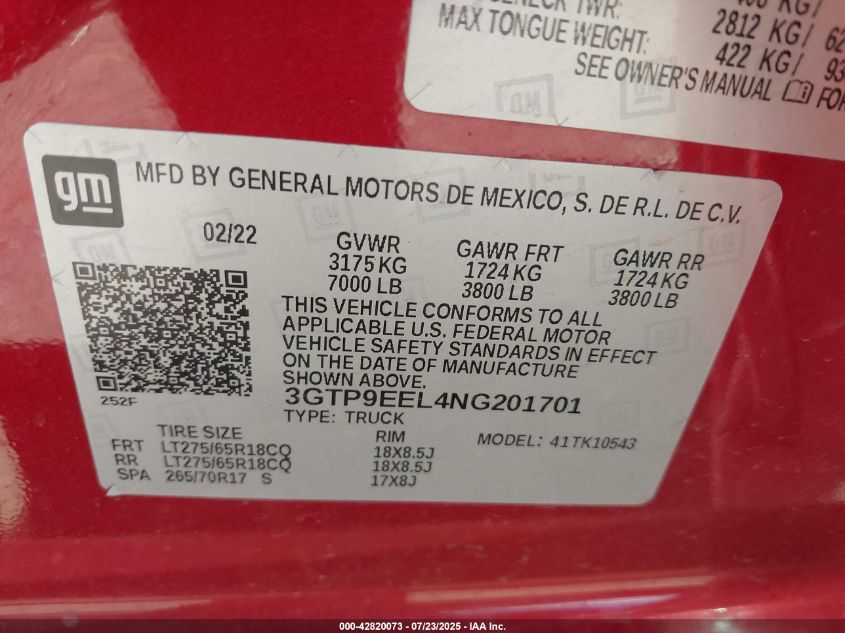 TWR:
MAX TONGUE WEIGHT:
2812 KG/ 62
422 KG/ 93
SEE OWNER'S MANUAL FOR
gm
MFD BY GENERAL MOTORS DE MEXICO, S. DE R.L. DE C.V.
02/22
GVWR
3175 KG
7000 LB
GAWR FRT
1724 KG
3800 LB
GAWR RR
1724 KG
3800 LB
THIS VEHICLE CONFORMS TO ALL
APPLICABLE U.S. FEDERAL MOTOR
VEHICLE SAFETY STANDARDS IN EFFECT
ON THE DATE OF MANUFACTURE
SHOWN ABOVE.
252F
3GTP9EEL4NG201701
TYPE: TRUCK
MODEL: 41TK10543
TIRE SIZE RIM
FRT LT275/65R18CQ 18X8.5J
RR LT275/65R18CQ 18X8.5J
SPA 265/70R17 S 17X8J
000-42820073 - 07/23/2025 - IAA Inc.